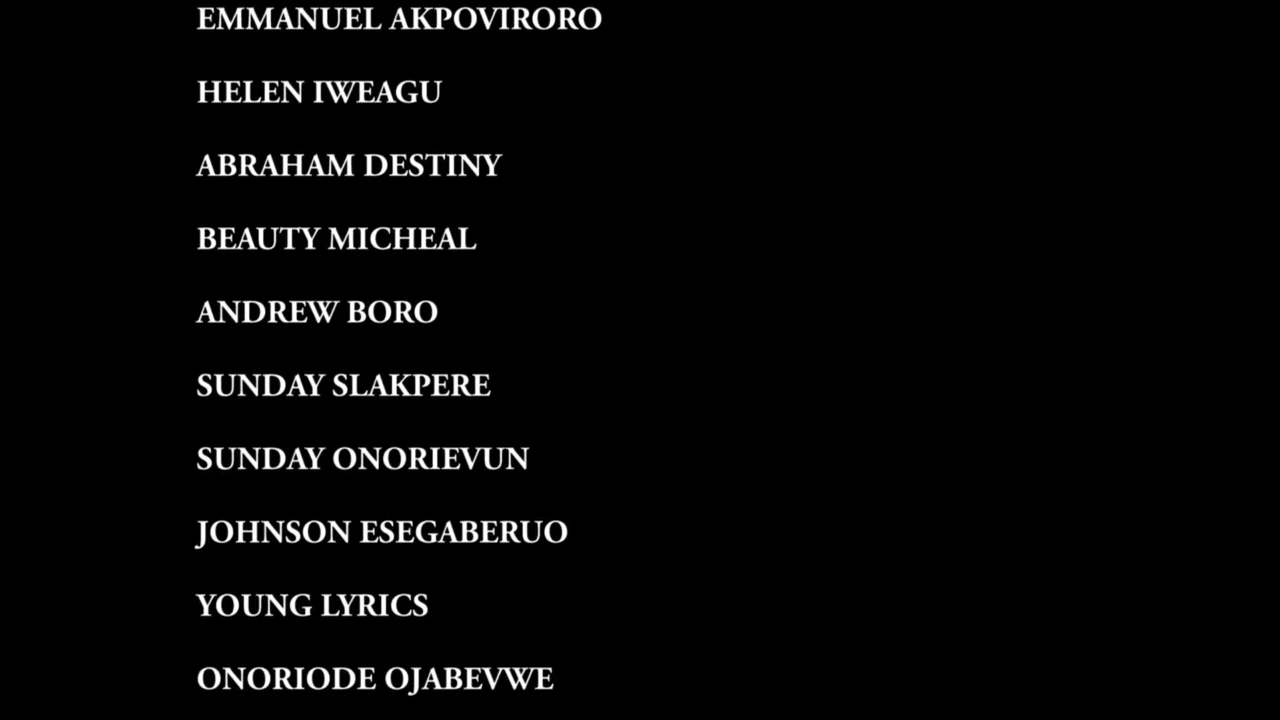 EMMANUEL AKPOVIRORO
HELEN IWEAGU
ABRAHAM DESTINY
BEAUTY MICHEAL
ANDREW BORO
SUNDAY SLAKPERE
SUNDAY ONORIEVUN
JOHNSON ESEGABERUO
YOUNG LYRICS
ONORIODE OJABEVWE